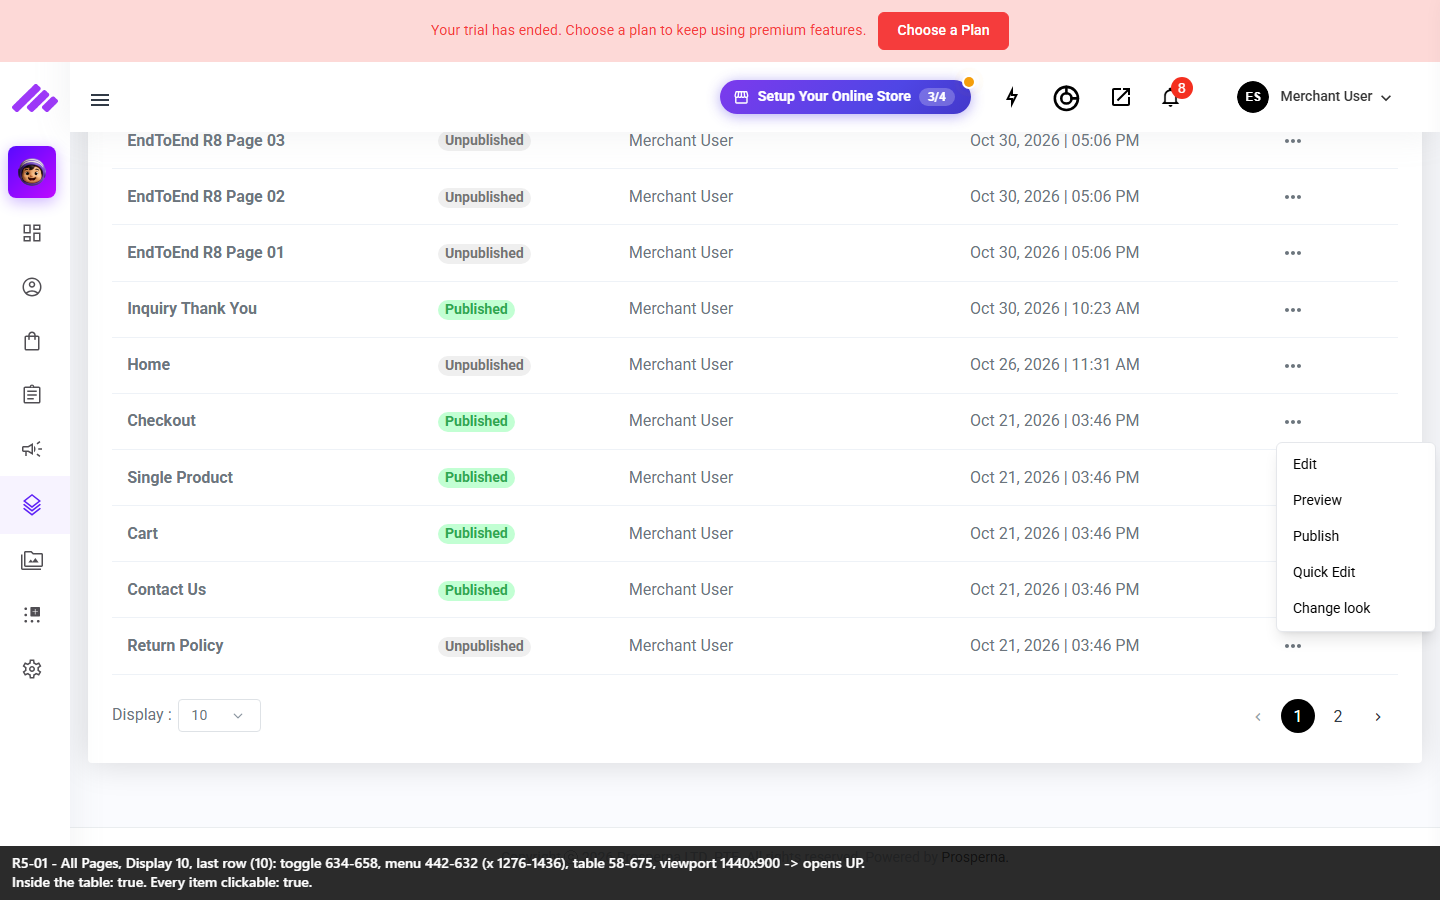 Your trial has ended. Choose a plan to keep using premium features. Choose a Plan
Setup Your Online Store 3/4 8 ES Merchant User
EndToEnd R8 Page 03 Unpublished Merchant User Oct 30, 2026 | 05:06 PM
EndToEnd R8 Page 02 Unpublished Merchant User Oct 30, 2026 | 05:06 PM
EndToEnd R8 Page 01 Unpublished Merchant User Oct 30, 2026 | 05:06 PM
Inquiry Thank You Published Merchant User Oct 30, 2026 | 10:23 AM
Home Unpublished Merchant User Oct 26, 2026 | 11:31 AM
Checkout Published Merchant User Oct 21, 2026 | 03:46 PM
Edit
Single Product Published Merchant User Oct 21, 2026 | 03:46 PM
Preview
Cart Published Merchant User Oct 21, 2026 | 03:46 PM
Publish
Quick Edit
Contact Us Published Merchant User Oct 21, 2026 | 03:46 PM
Change look
Return Policy Unpublished Merchant User Oct 21, 2026 | 03:46 PM
Display : 10 1 2
Powered by Prosperna.
R5-01 - All Pages, Display 10, last row (10): toggle 634-658, menu 442-632 (x 1276-1436), table 58-675, viewport 1440x900 -> opens UP.
Inside the table: true. Every item clickable: true.